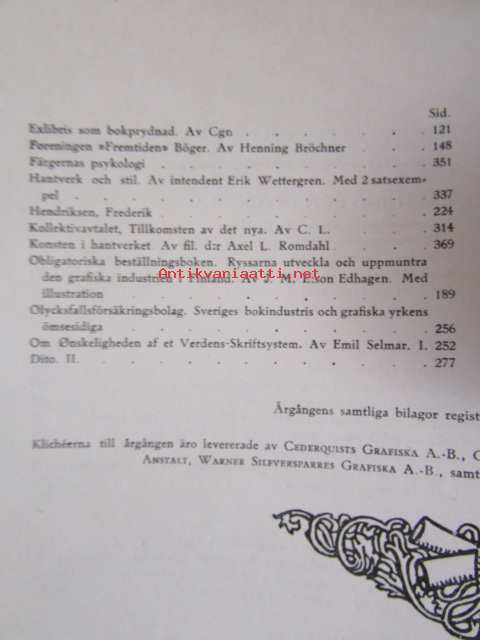 Sid.
Exlibris som bokprydnad. Av Cgn . . . . . . 121
Føreningen »Fremtiden» Bøger. Av Henning Bröchner . . . 148
Färgernas psykologi . . . . . . . . 351
Hantverk och stil. Av intendent Erik Wettergren. Med 2 satsexem-
pel . . . . . . . . . . 337
Hendriksen, Frederik . . . . . . . . 224
Kollektivavtalet, Tillkomsten av det nya. Av C. L. . . . 314
Konsten i hantverket Av fil. d:r Axel L. Romdahl . . . 369
Obligatoriska beställningsboken. Ryssarna utveckla och uppmuntra
den grafiska industrien i Finland. Av J. M. E:son Edhagen. Med
illustration . . . . . . . . . 189
Antikvariaatti.net
Olycksfallsförsäkringsbolag. Sveriges bokindustris och grafiska yrkens
ömsesidiga . . . . . . . . . 256
Om Ønskeligheden af et Verdens-Skriftsystem. Av Emil Selmar. I. 252
Dito. II. . . . . . . . . . 277
Årgångens samtliga bilagor regist
Klichéerna till årgången äro levererade av Cederquists Grafiska A.-B., G
Anstalt, Warner Silfversparres Grafiska A.-B., samt